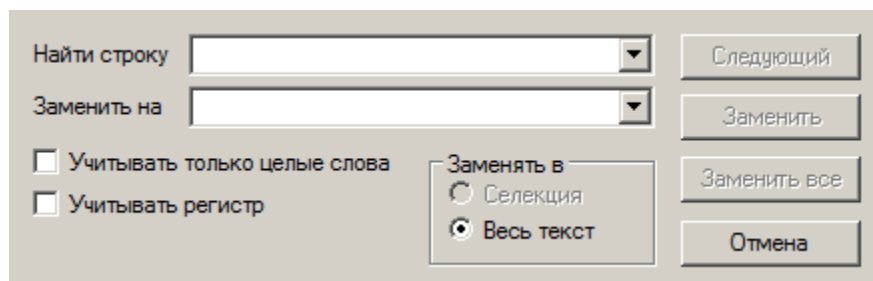 Найти строку
Следующий
Заменить на
Заменить
Учитывать только целые слова
Учитывать регистр
Заменять в
Селекция
Весь текст
Заменить все
Отмена